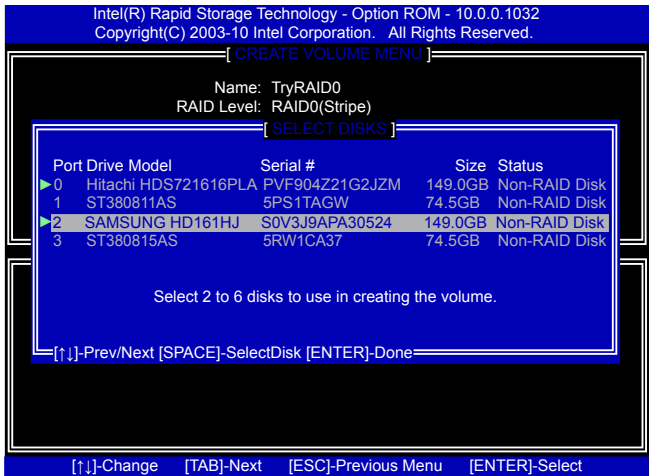 Intel(R) Rapid Storage Technology - Option ROM - 10.0.0.1032
Copyright(C) 2003-10 Intel Corporation. All Rights Reserved.
[ CREATE VOLUME MENU ]
Name: TryRAID0
RAID Level: RAID0(Stripe)
[ SELECT DISKS ]
Port Drive Model Serial # Size Status
0 Hitachi HDS721616PLA PVF904Z21G2JZM 149.0GB Non-RAID Disk
1 ST380811AS 5PS1TAGW 74.5GB Non-RAID Disk
2 SAMSUNG HD161HJ S0V3J9APA30524 149.0GB Non-RAID Disk
3 ST380815AS 5RW1CA37 74.5GB Non-RAID Disk
Select 2 to 6 disks to use in creating the volume.
[↑↓]-Prev/Next [SPACE]-SelectDisk [ENTER]-Done
[↑↓]-Change [TAB]-Next [ESC]-Previous Menu [ENTER]-Select